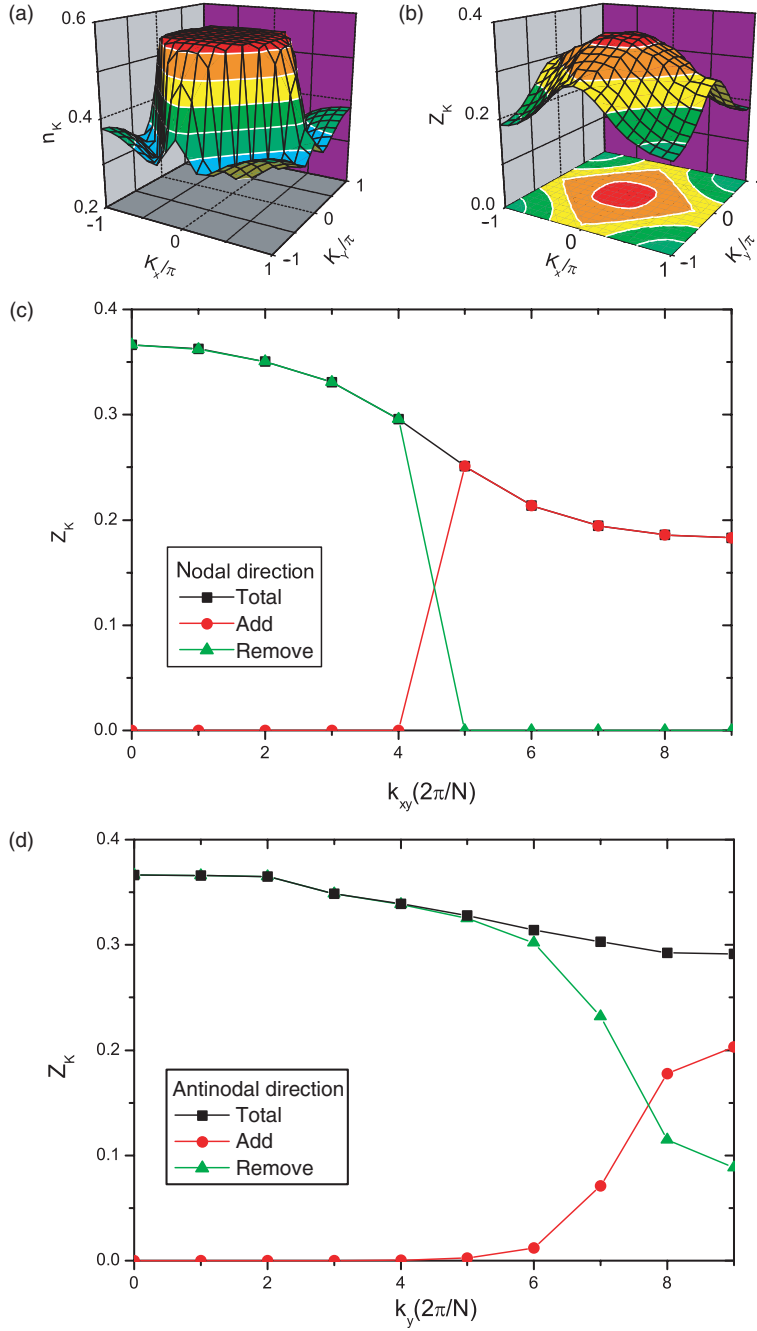 (a)
0.6
0.4
0.2
n_K
-1
0
1
K_x/π
-1
0
1
K_Y/π
(b)
0.4
0.2
0.0
Z_K
-1
0
1
K_x/π
-1
0
1
K_y/π
(c)
0.4
0.3
0.2
0.1
0.0
Z_K
Nodal direction
Total
Add
Remove
0 2 4 6 8
k_xy(2π/N)
(d)
0.4
0.3
0.2
0.1
0.0
Z_K
Antinodal direction
Total
Add
Remove
0 2 4 6 8
k_y(2π/N)